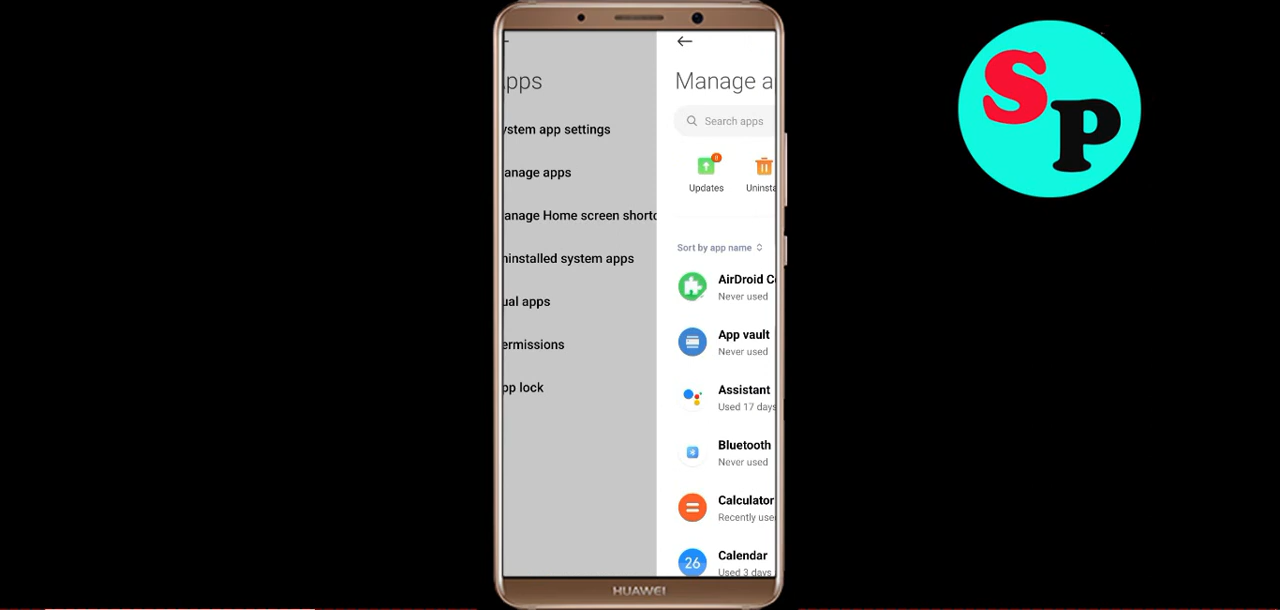 pps
ystem app settings
anage apps
anage Home screen shortc
ninstalled system apps
ual apps
ermissions
pp lock
Manage a
Search apps
Updates
Uninsta
Sort by app name
AirDroid C
Never used
App vault
Never used
Assistant
Used 17 days
Bluetooth
Never used
Calculator
Recently use
Calendar
26
Used 3 days
HUAWEI
SP